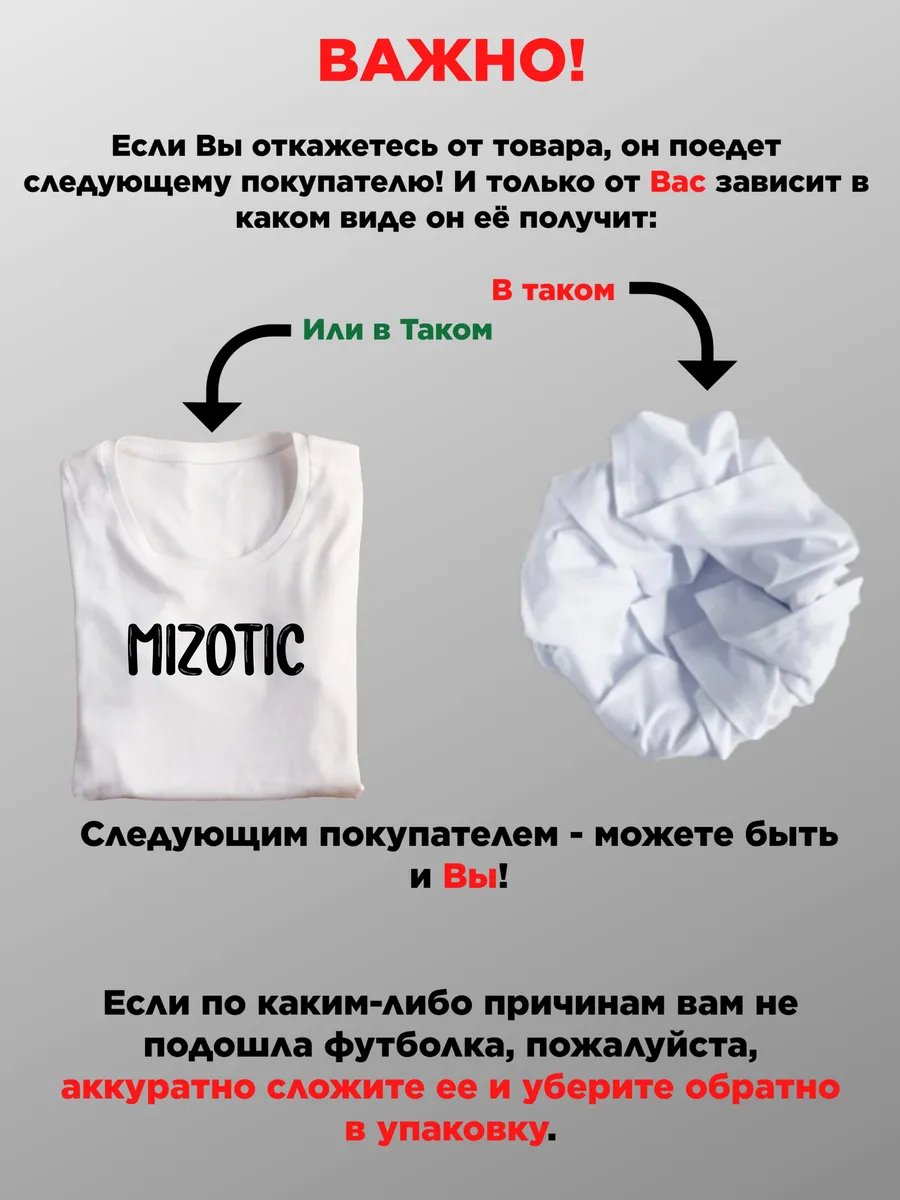 ВАЖНО!
Если Вы откажетесь от товара, он поедет
следующему покупателю! И только от Вас зависит в
каком виде он её получит:
В таком
Или в Таком
MIZOTIC
Следующим покупателем - можете быть
и Вы!
Если по каким-либо причинам вам не
подошла футболка, пожалуйста,
аккуратно сложите ее и уберите обратно
в упаковку.